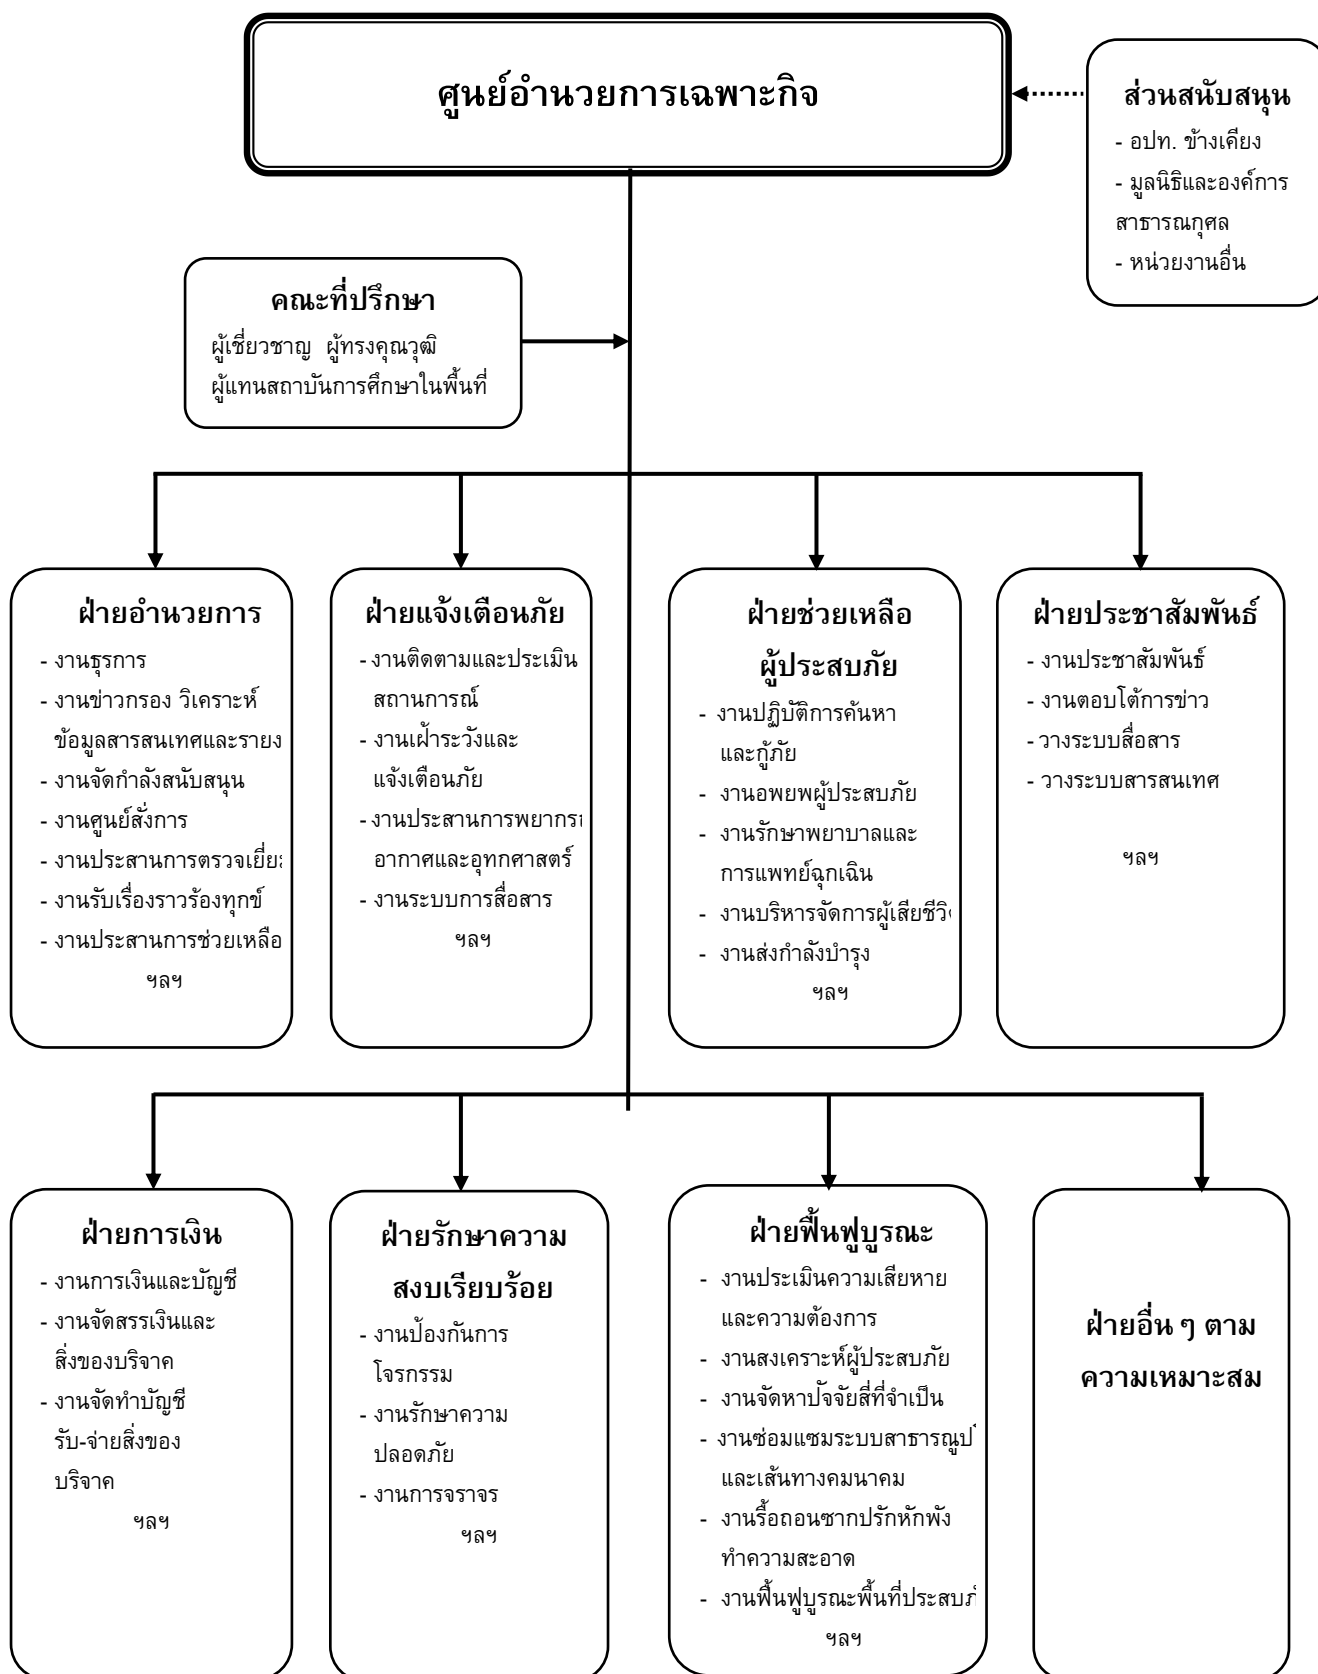 ศูนย์อำนวยการเฉพาะกิจ
ส่วนสนับสนุน
- อปท. ข้างเคียง
- มูลนิธิและองค์การ
สาธารณกุศล
- หน่วยงานอื่น
คณะที่ปรึกษา
ผู้เชี่ยวชาญ ผู้ทรงคุณวุฒิ
ผู้แทนสถาบันการศึกษาในพื้นที่
ฝ่ายอำนวยการ
- งานธุรการ
- งานข่าวกรอง วิเคราะห์
ข้อมูลสารสนเทศและรายง
- งานจัดกำลังสนับสนุน
- งานศูนย์สั่งการ
- งานประสานการตรวจเยี่ย
- งานรับเรื่องราวร้องทุกข์
- งานประสานการช่วยเหลือ
ฯลฯ
ฝ่ายแจ้งเตือนภัย
- งานติดตามและประเมิน
สถานการณ์
- งานเฝ้าระวังและ
แจ้งเตือนภัย
- งานประสานการพยากร
อากาศและอุทกศาสตร์
- งานระบบการสื่อสาร
ฯลฯ
ฝ่ายช่วยเหลือ
ผู้ประสบภัย
- งานปฏิบัติการค้นหา
และกู้ภัย
- งานอพยพผู้ประสบภัย
- งานรักษาพยาบาลและ
การแพทย์ฉุกเฉิน
- งานบริหารจัดการผู้เสียชีวิ
- งานส่งกำลังบำรุง
ฯลฯ
ฝ่ายประชาสัมพันธ์
- งานประชาสัมพันธ์
- งานตอบโต้การข่าว
- วางระบบสื่อสาร
- วางระบบสารสนเทศ
ฯลฯ
ฝ่ายการเงิน
- งานการเงินและบัญชี
- งานจัดสรรเงินและ
สิ่งของบริจาค
- งานจัดทำบัญชี
รับ-จ่ายสิ่งของ
บริจาค
ฯลฯ
ฝ่ายรักษาความ
สงบเรียบร้อย
- งานป้องกันการ
โจรกรรม
- งานรักษาความ
ปลอดภัย
- งานการจราจร
ฯลฯ
ฝ่ายฟื้นฟูบูรณะ
- งานประเมินความเสียหาย
และความต้องการ
- งานสงเคราะห์ผู้ประสบภัย
- งานจัดหาปัจจัยสี่ที่จำเป็น
- งานซ่อมแซมระบบสาธารณูป
และเส้นทางคมนาคม
- งานรื้อถอนซากปรักหักพัง
ทำความสะอาด
- งานฟื้นฟูบูรณะพื้นที่ประสบภั
ฯลฯ
ฝ่ายอื่น ๆ ตาม
ความเหมาะสม